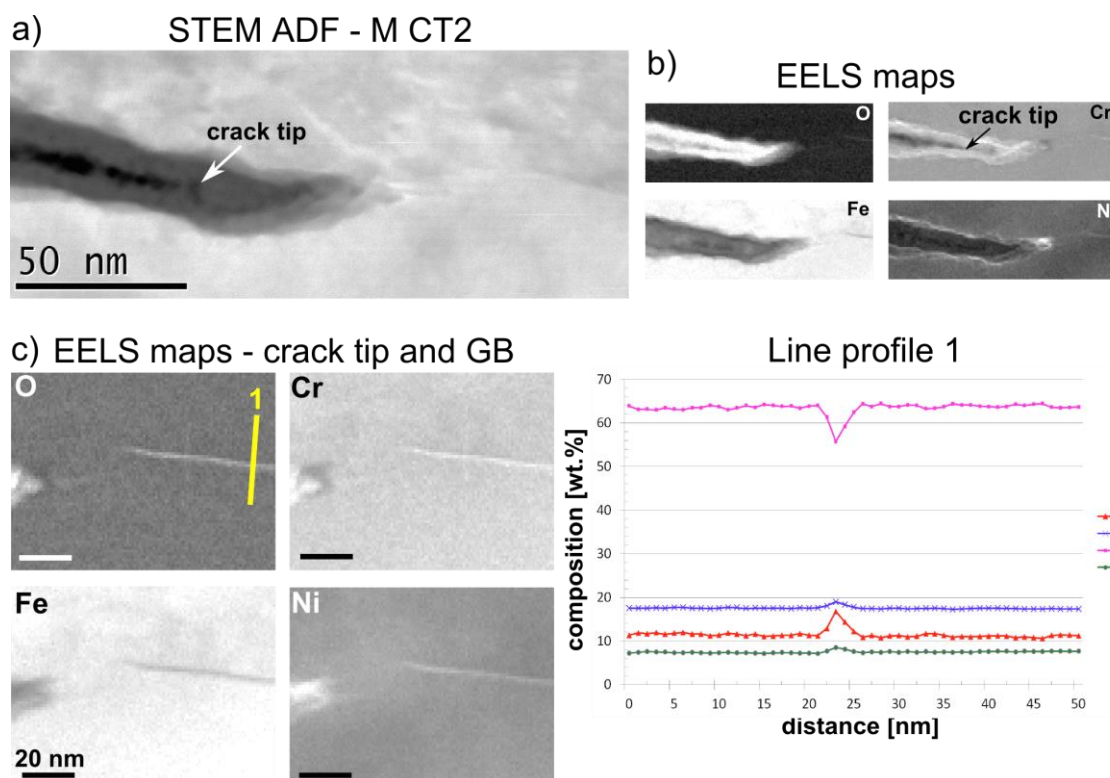 a)
STEM ADF - M CT2
crack tip
50 nm
b)
EELS maps
O
Cr
crack tip
Fe
N
c) EELS maps - crack tip and GB
O
1
Cr
Fe
20 nm
Ni
Line profile 1
composition [wt.%]
70
60
50
40
30
20
10
0
0 5 10 15 20 25 30 35 40 45 50
distance [nm]